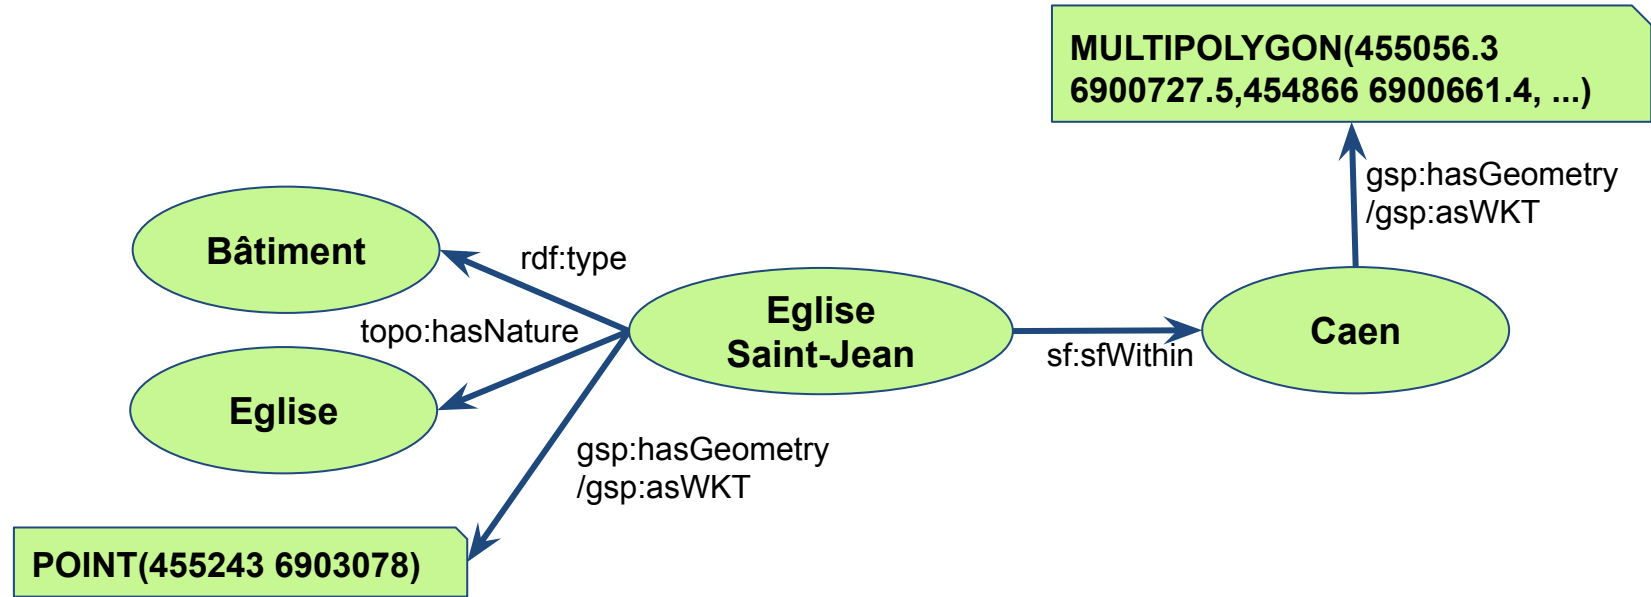 MULTIPOLYGON(455056.3
6900727.5,454866 6900661.4, ...)
gsp:hasGeometry
/gsp:asWKT
Bâtiment
rdf:type
Eglise
Saint-Jean
sf:sfWithin
Caen
topo:hasNature
Eglise
gsp:hasGeometry
/gsp:asWKT
POINT(455243 6903078)